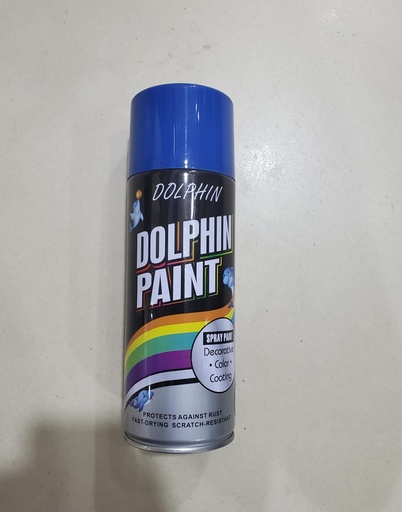 DOLPHIN
DOLPHIN
PAINT
SPRAY PAINT
Decorative
• Color •
Coating
PROTECTS AGAINST RUST
FAST-DRYING SCRATCH-RESISTANT